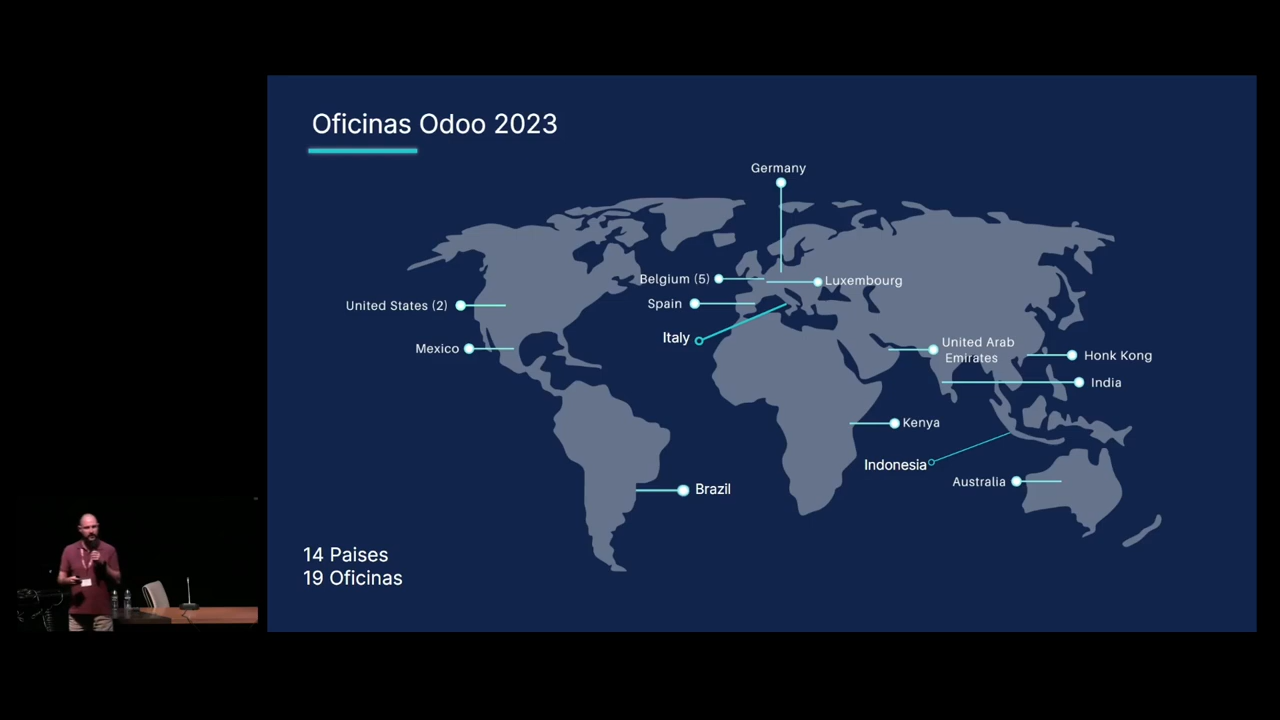 Oficinas Odoo 2023
Germany
Belgium (5)
Luxembourg
United States (2)
Spain
Italy
Mexico
United Arab
Emirates
Honk Kong
India
Kenya
Indonesia
Australia
Brazil
14 Paises
19 Oficinas